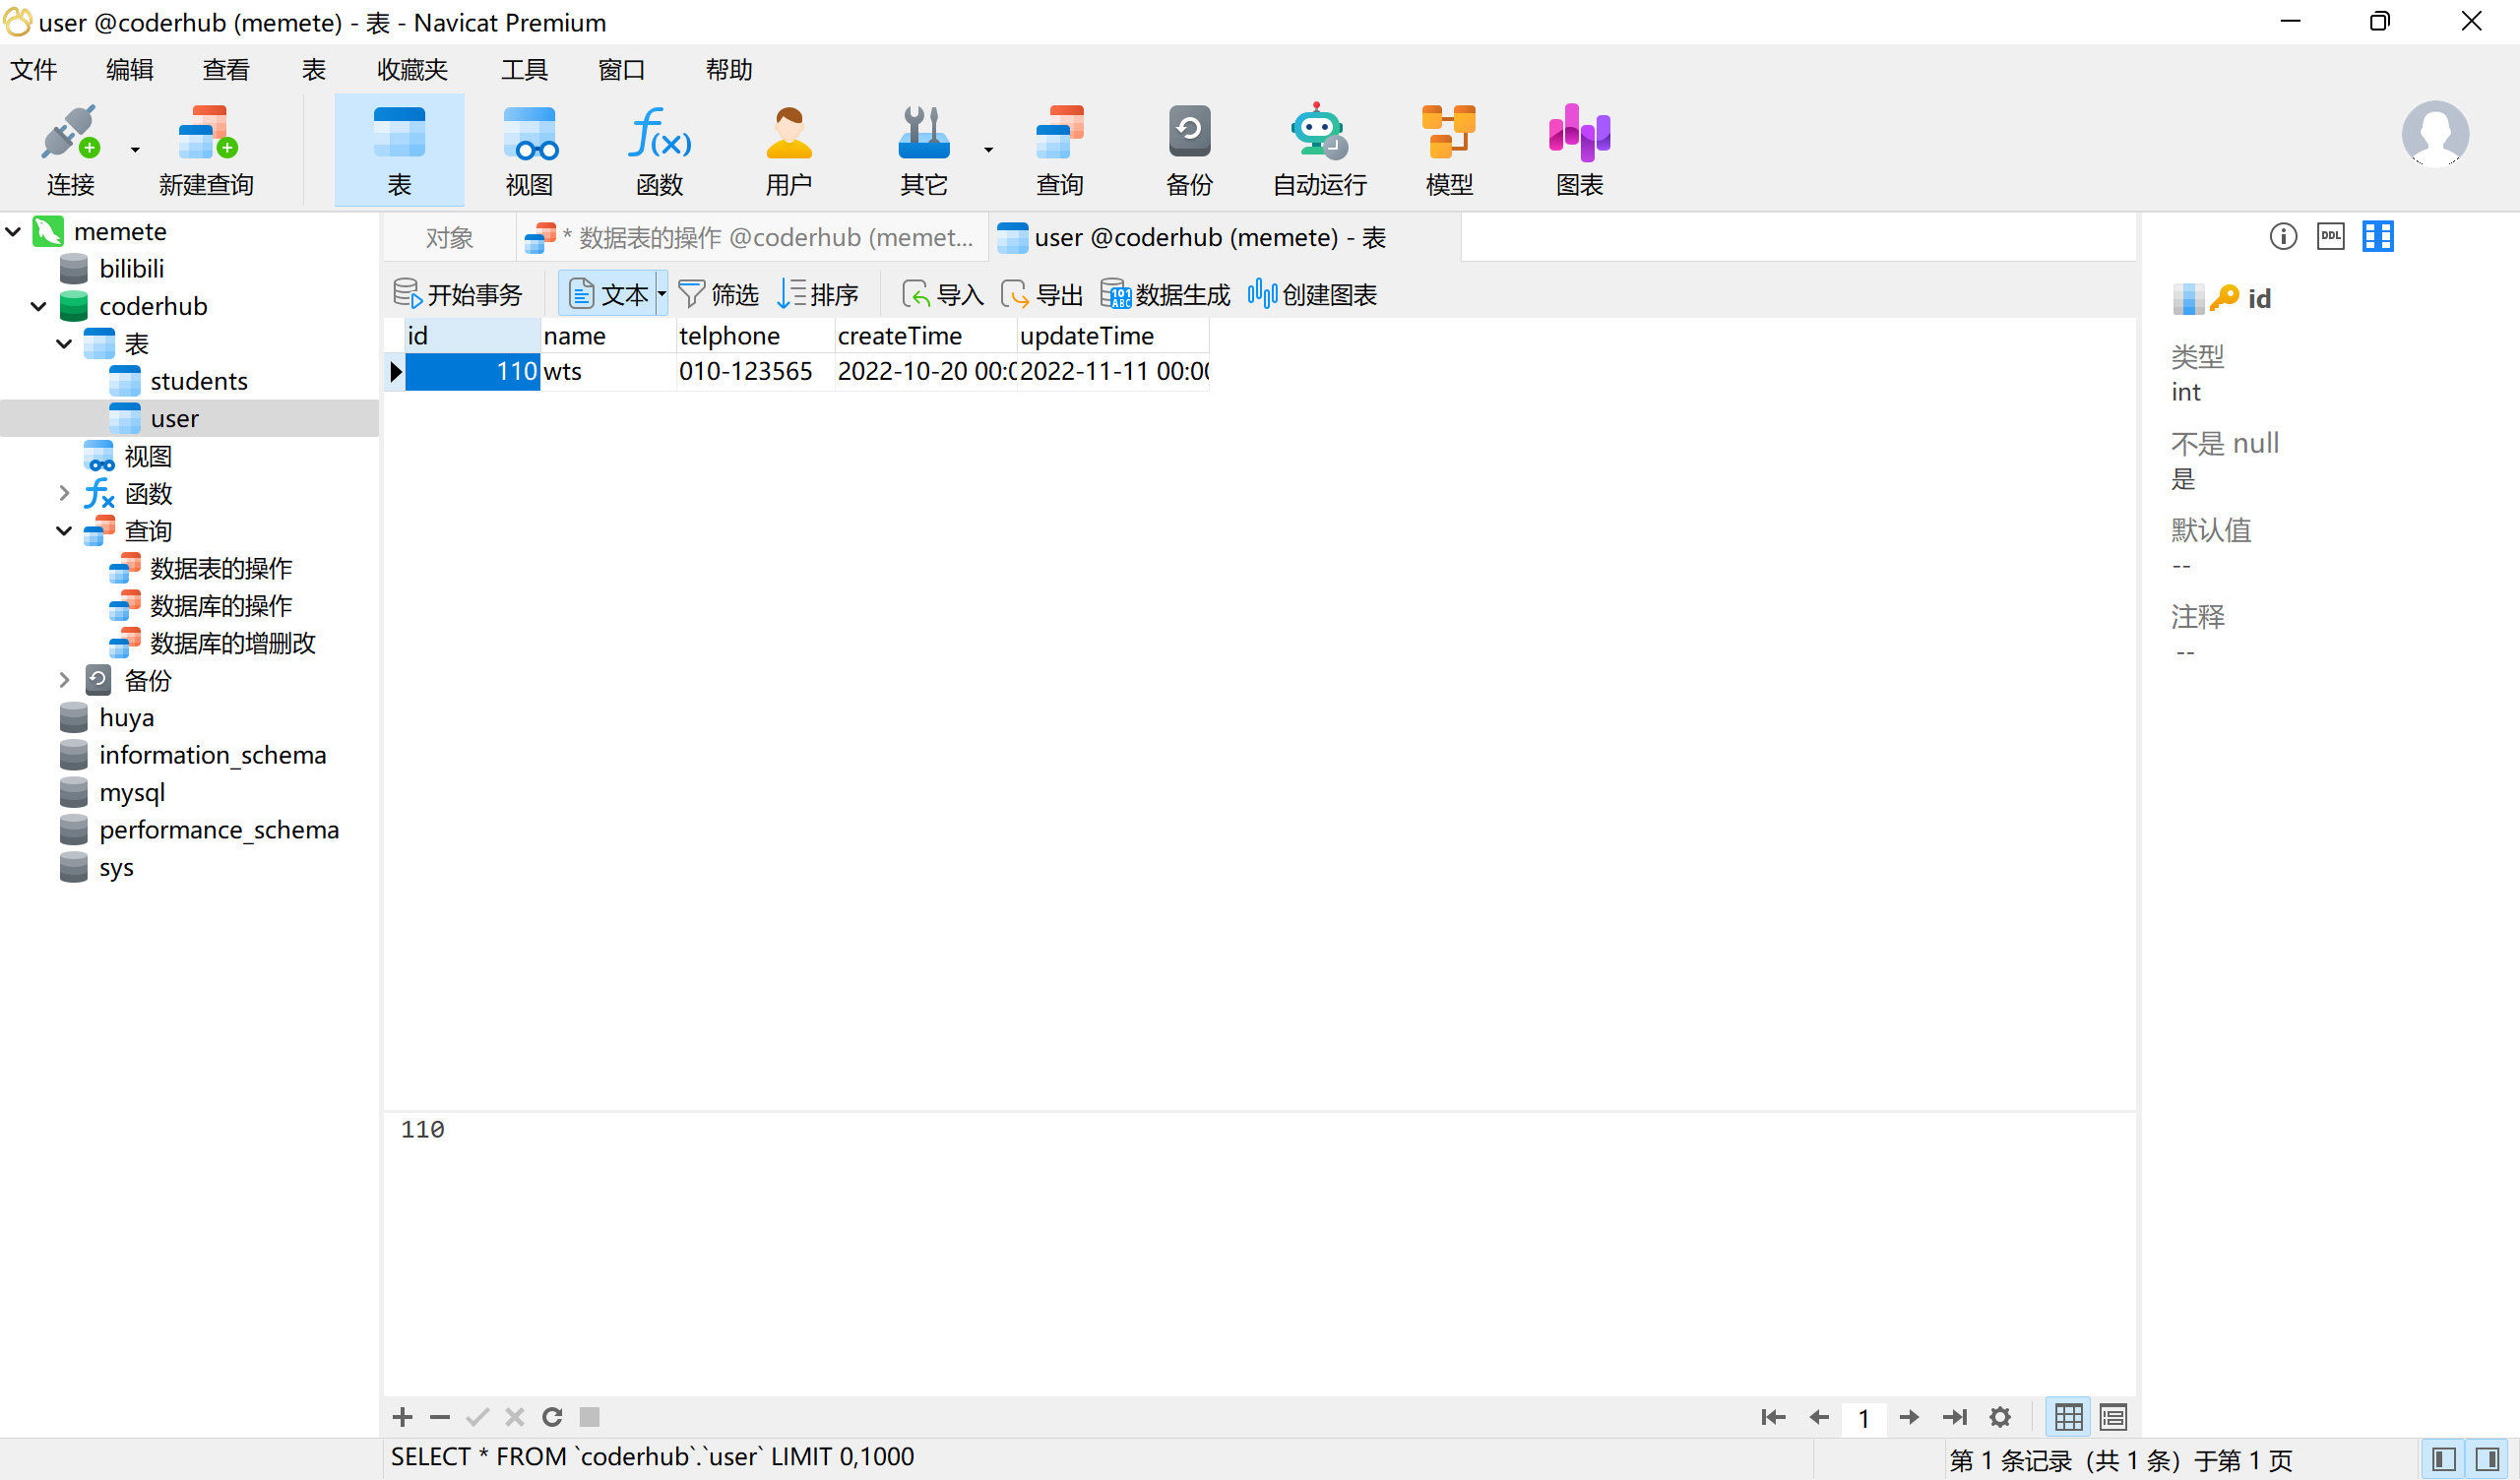 user @coderhub (memete) - 表 - Navicat Premium
文件 编辑 查看 表 收藏夹 工具 窗口 帮助
连接 新建查询 表 视图 函数 用户 其它 查询 备份 自动运行 模型 图表
memete
bilibili
coderhub
表
students
user
视图
函数
查询
数据表的操作
数据库的操作
数据库的增删改
备份
huya
information_schema
mysql
performance_schema
sys
对象 * 数据表的操作 @coderhub (memet... user @coderhub (memete) - 表
开始事务 文本 筛选 排序 导入 导出 数据生成 创建图表
id name telphone createTime updateTime
110 wts 010-123565 2022-10-20 00:0 2022-11-11 00:00
110
DDL
id
类型
int
不是 null
是
默认值
--
注释
--
1
SELECT * FROM `coderhub`.`user` LIMIT 0,1000
第 1 条记录 (共 1 条) 于第 1 页